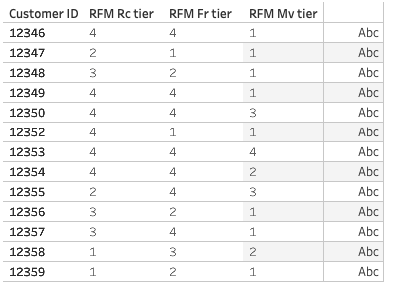 Customer ID RFM Rc tier RFM Fr tier RFM Mv tier
12346 4 4 1 Abc
12347 2 1 1 Abc
12348 3 2 1 Abc
12349 4 4 1 Abc
12350 4 4 3 Abc
12352 4 1 1 Abc
12353 4 4 4 Abc
12354 4 4 2 Abc
12355 2 4 3 Abc
12356 3 2 1 Abc
12357 3 4 1 Abc
12358 1 3 2 Abc
12359 1 2 1 Abc